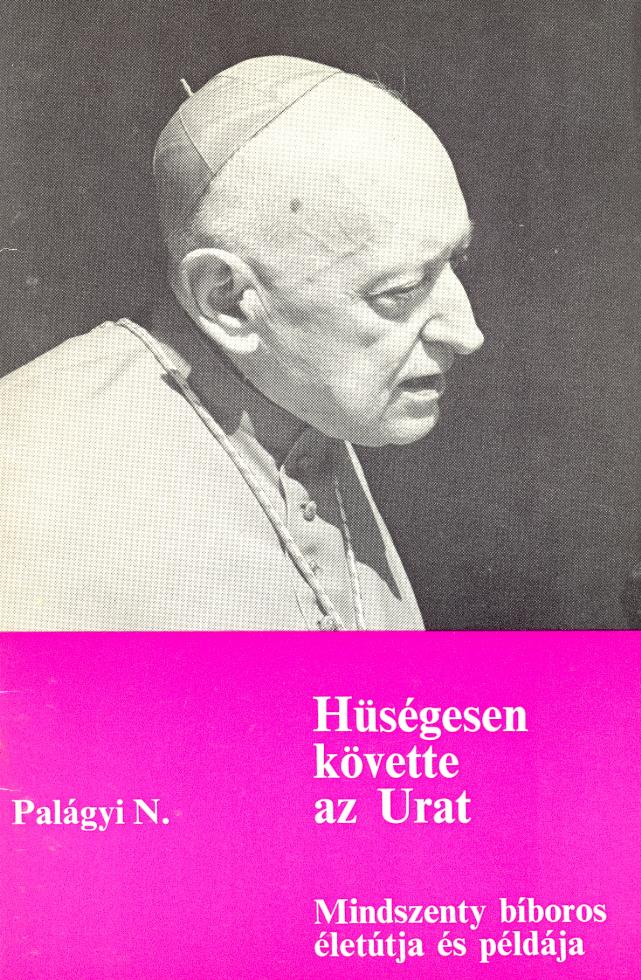 Hüségesen
követte
az Urat
Palágyi N.
Mindszenty bíboros
életútja és példája